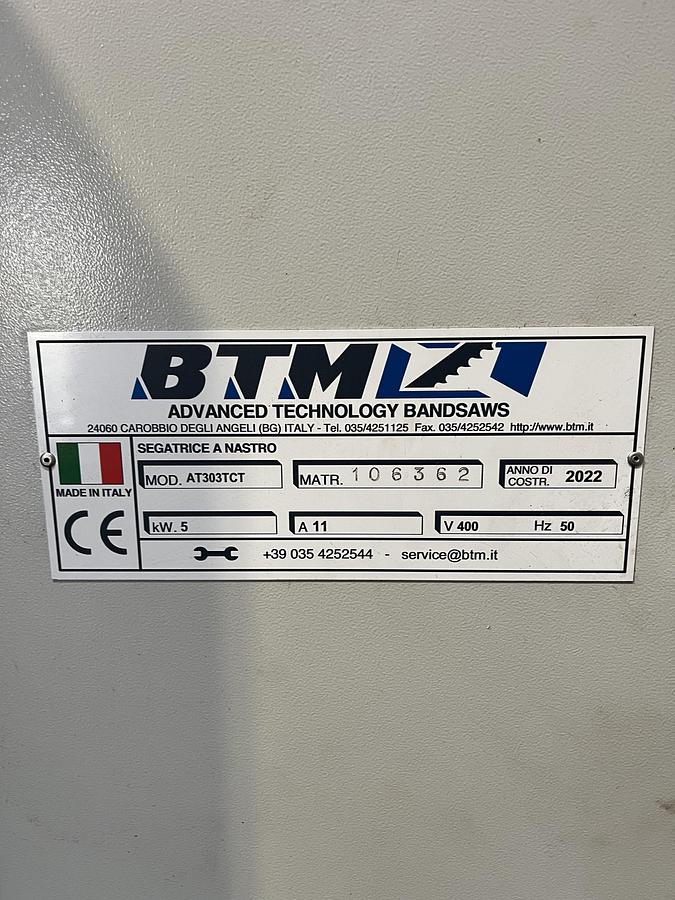 BTM
ADVANCED TECHNOLOGY BANDSAWS
24060 CAROBBIO DEGLI ANGELI (BG) ITALY - Tel. 035/4251125 Fax. 035/4252542 http://www.btm.it
SEGATRICE A NASTRO
MADE IN ITALY
MOD. AT303TCT
MATR. 106362
ANNO DI COSTR. 2022
CE
kW. 5
A 11
V 400 Hz 50
+39 035 4252544 - service@btm.it